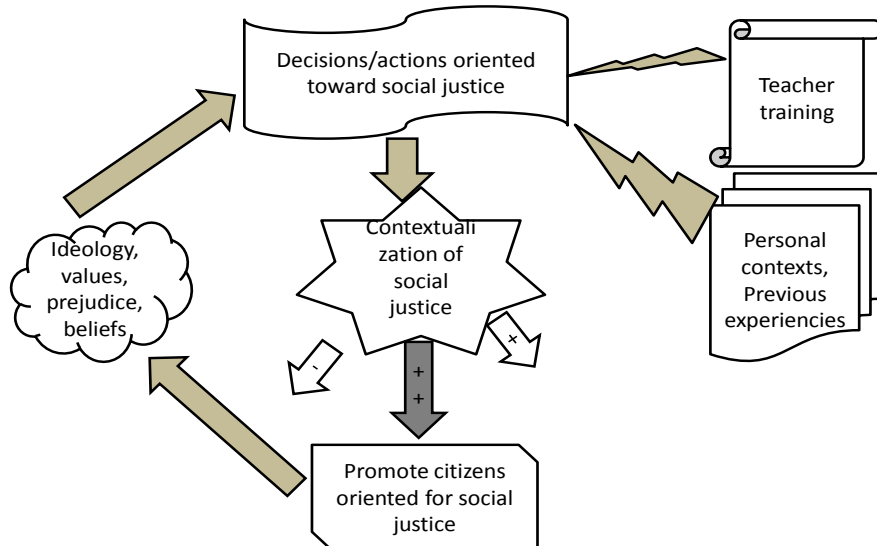 Decisions/actions oriented
toward social justice
Teacher
training
Contextuali
zation of
social
justice
Ideology,
values,
prejudice,
beliefs
Personal
contexts,
Previous
experiencies
-
+
+
+
Promote citizens
oriented for social
justice